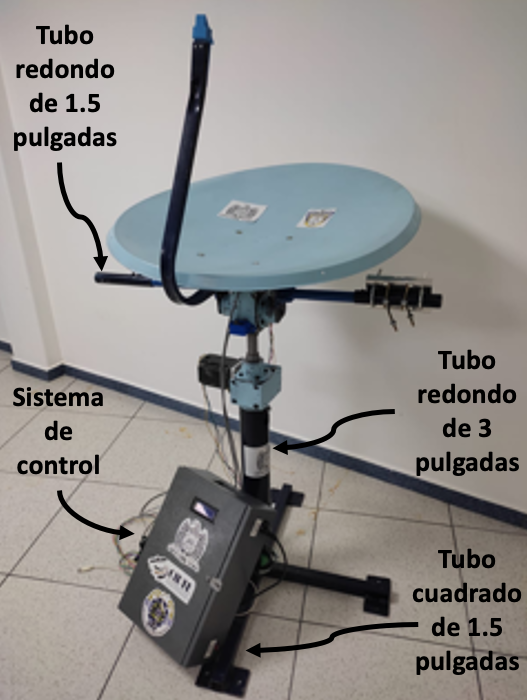 Tubo
redondo
de 1.5
pulgadas
Tubo
redondo
de 3
pulgadas
Sistema
de
control
Tubo
cuadrado
de 1.5
pulgadas